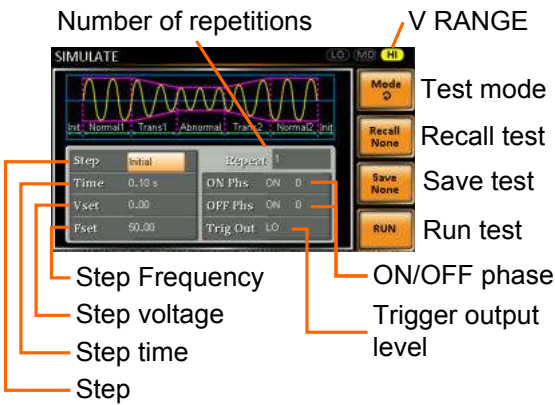 Number of repetitions
V RANGE
SIMULATE
LO MD HI
Init Normal1 Trans1 Abnormal Trans2 Normal2 Init
Mode
Test mode
Recall
None
Recall test
Save
None
Save test
RUN
Run test
Step Initial Repeat 1
Time 0.10 s ON Phs ON 0
Vset 0.00 OFF Phs ON 0
Fset 50.00 Trig Out LO
Step Frequency
ON/OFF phase
Step voltage
Trigger output
level
Step time
Step